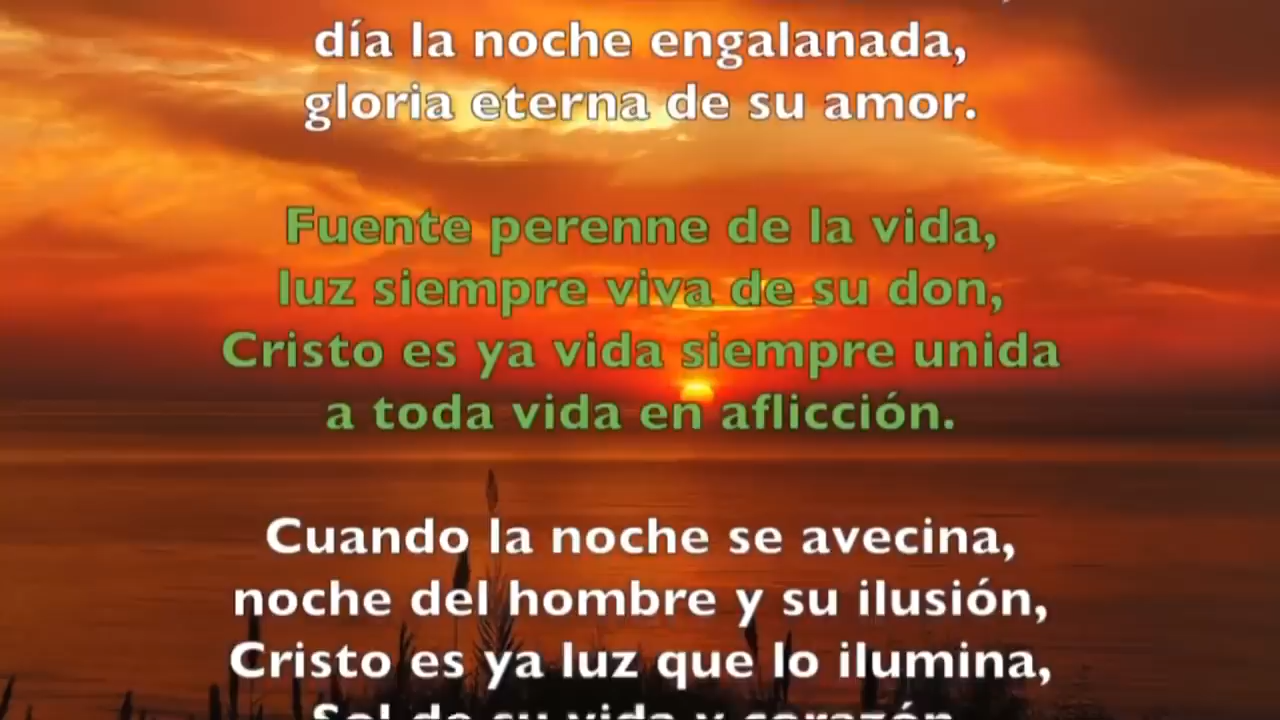 día la noche engalanada,
gloria eterna de su amor.
Fuente perenne de la vida,
luz siempre viva de su don,
Cristo es ya vida siempre unida
a toda vida en aflicción.
Cuando la noche se avecina,
noche del hombre y su ilusión,
Cristo es ya luz que lo ilumina,
Sol de su vida y corazón.